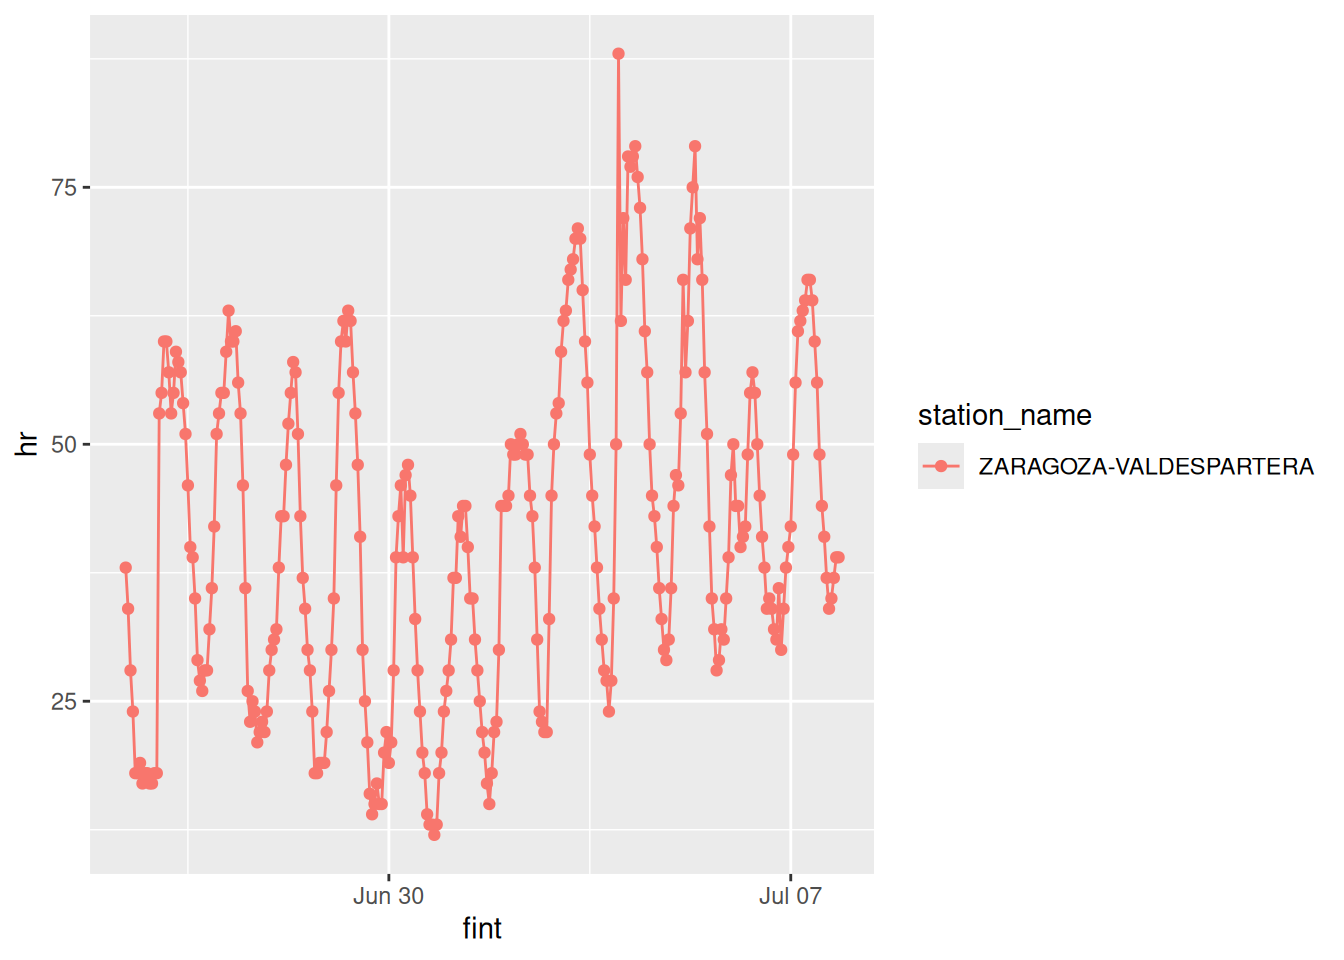 75
50
25
hr
Jun 30
Jul 07
fint
station_name
ZARAGOZA-VALDESPARTERA